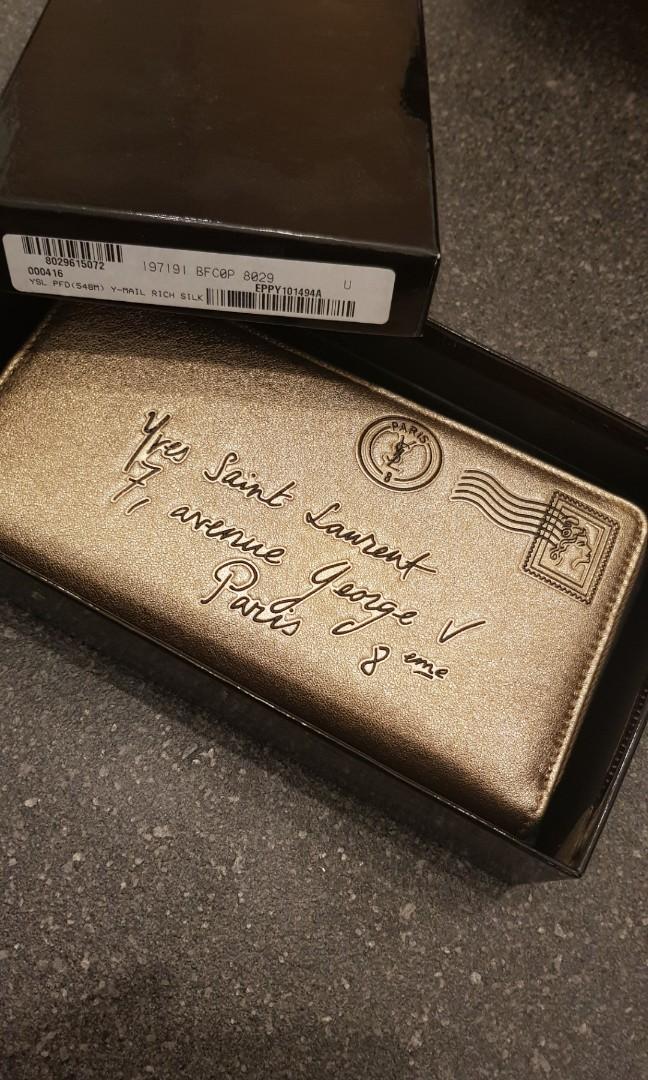 8029615072
197191 BFC0P 8029 U
000416
EPPY101494A
YSL PFD(548M) Y-MAIL RICH SILK
PARIS
YSL
8
Yves Saint Laurent
7, avenue George V
Paris 8 eme